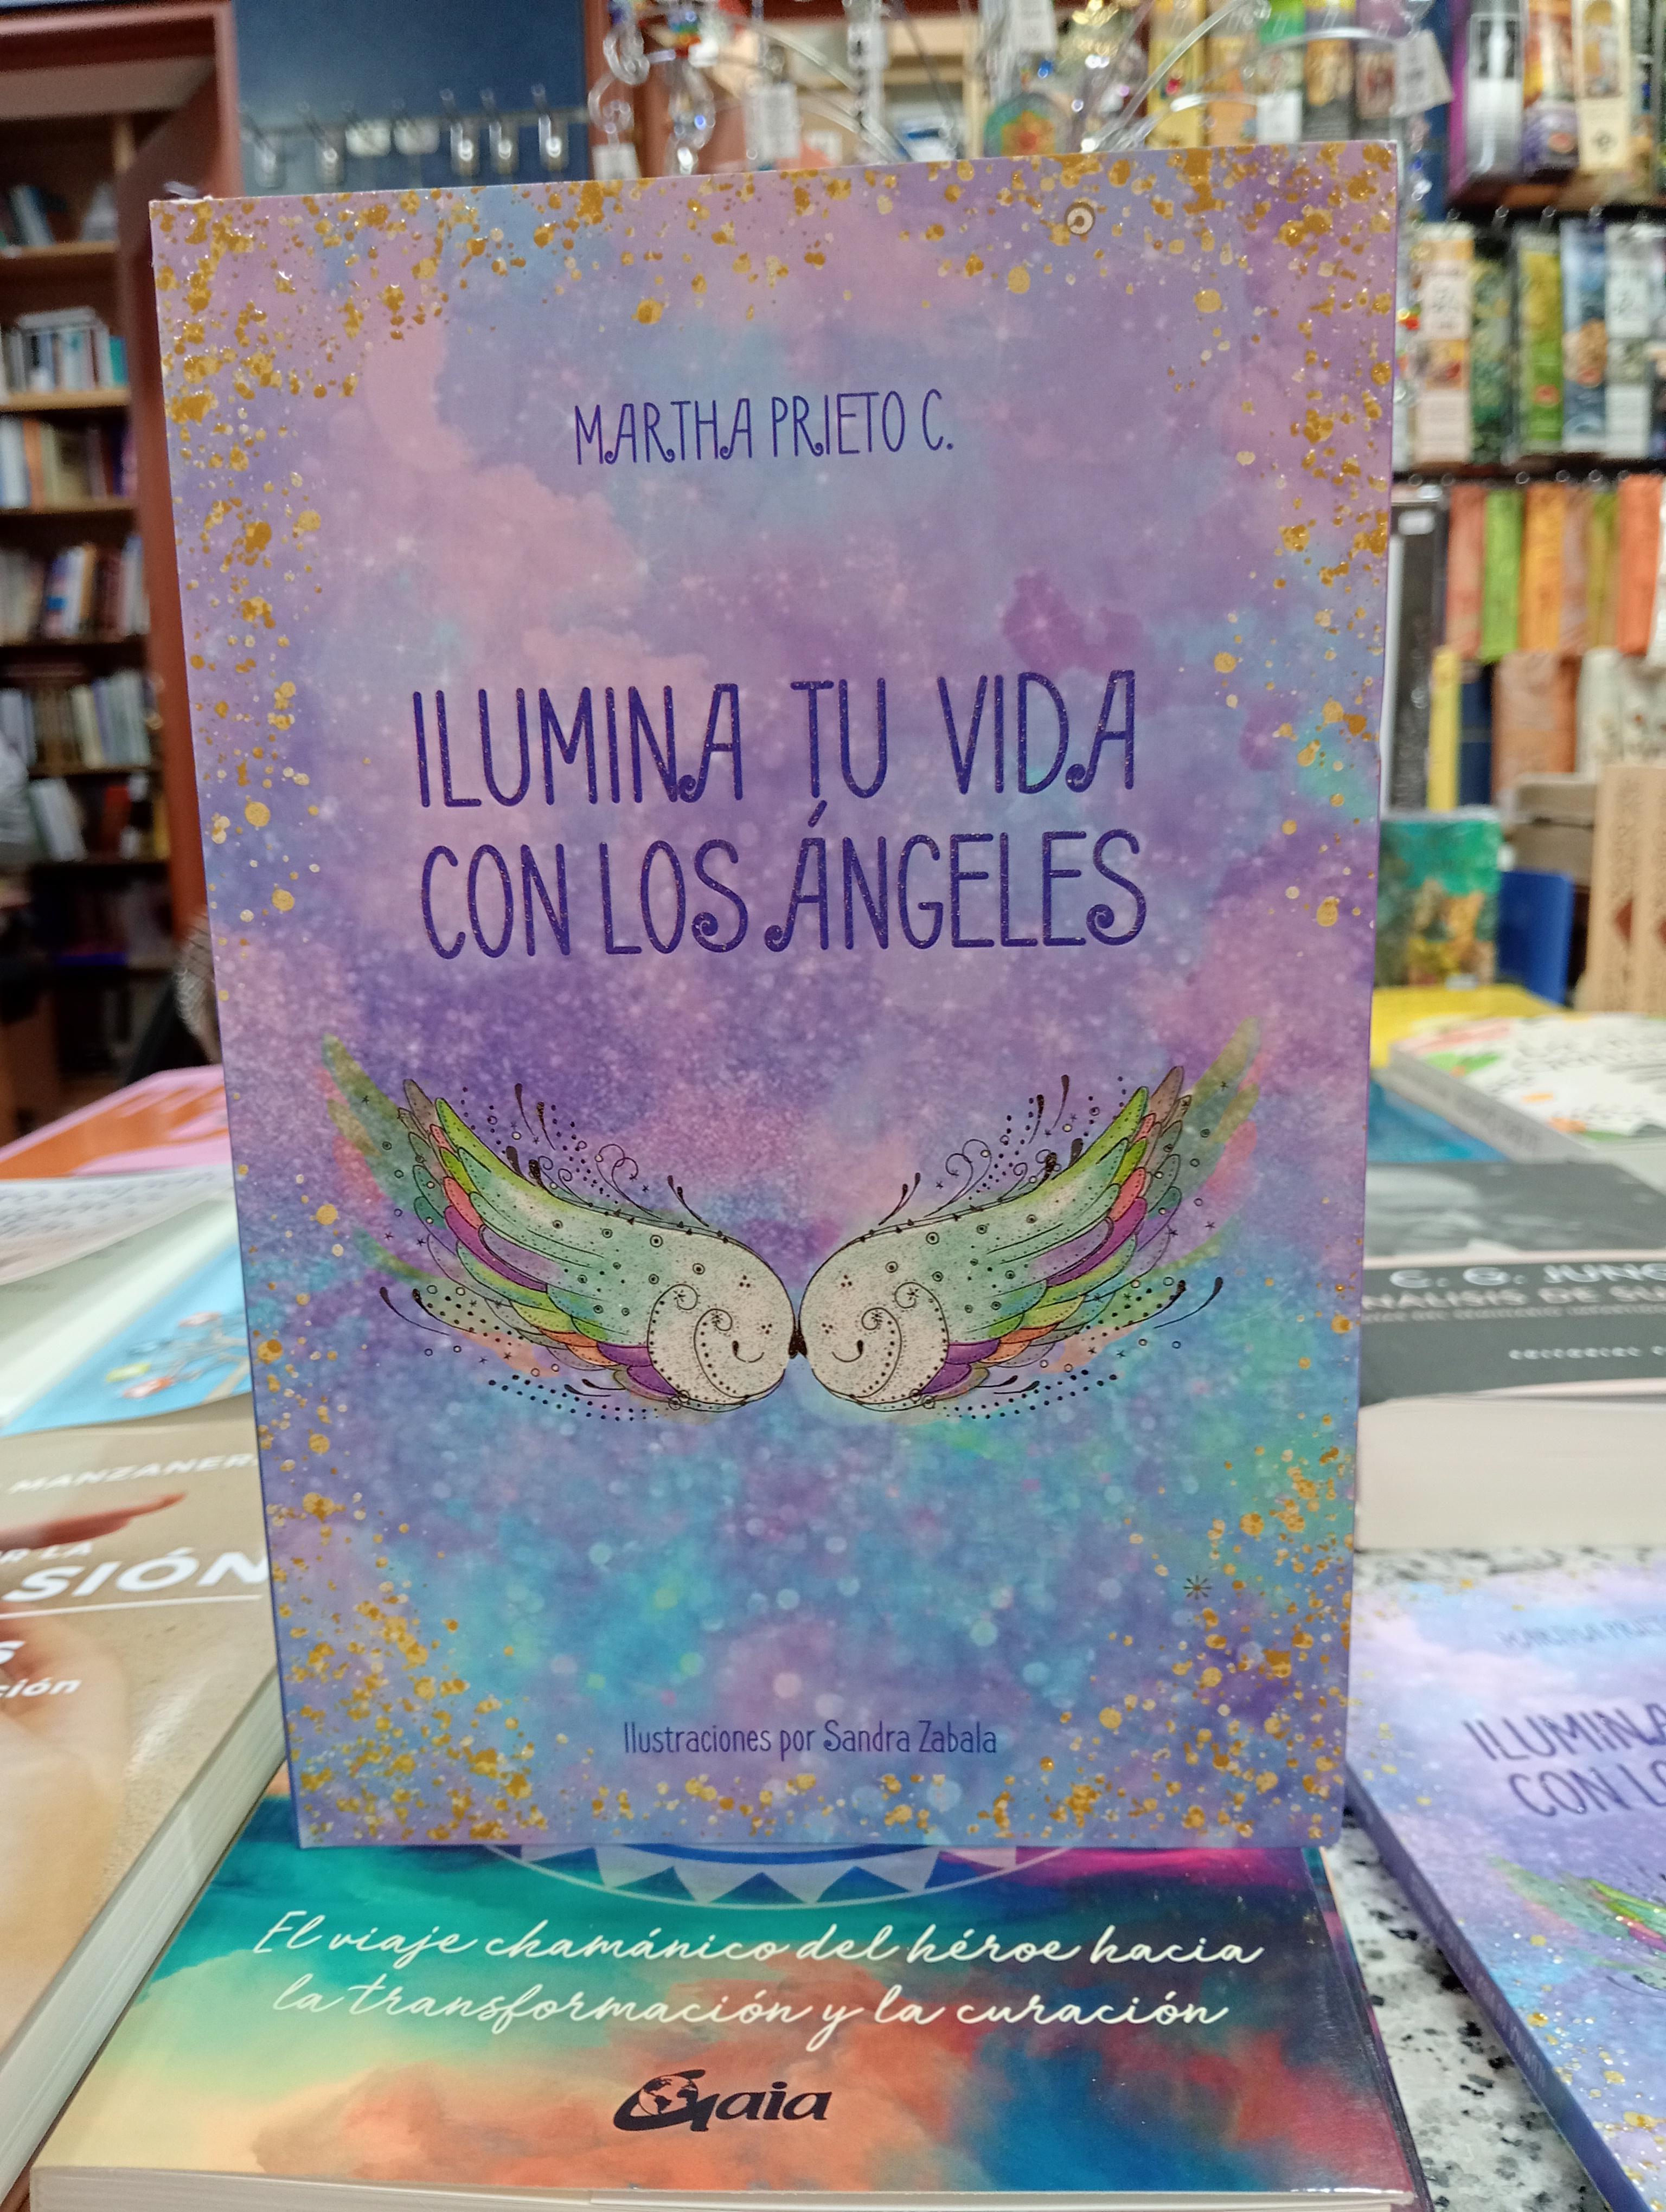 MARTHA PRIETO C.
ILUMINA TU VIDA
CON LOS ÁNGELES
Ilustraciones por Sandra Zabala
El viaje chamánico del héroe hacia
la transformación y la curación
Gaia
C. G. JUNG
SIÓN
ción
ILUMINA
CON LO